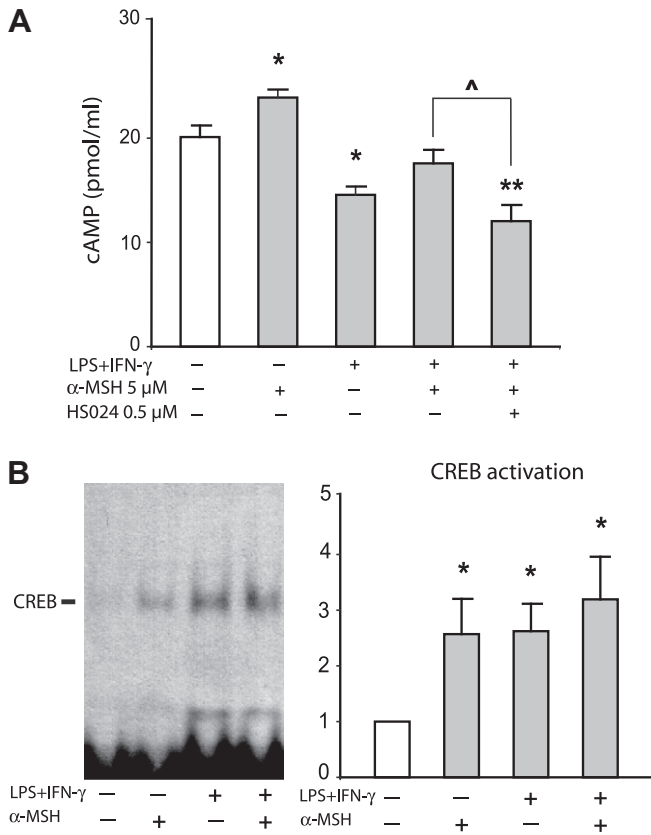 A
cAMP (pmol/ml)
30
20
10
0
*
*
^
**
LPS+IFN-γ – – + + +
α-MSH 5 μM – + – + +
HS024 0.5 μM – – – – +
B
CREB activation
CREB
5
4
3
2
1
0
*
*
*
LPS+IFN-γ – – + +
α-MSH – + – +
LPS+IFN-γ – – + +
α-MSH – + – +